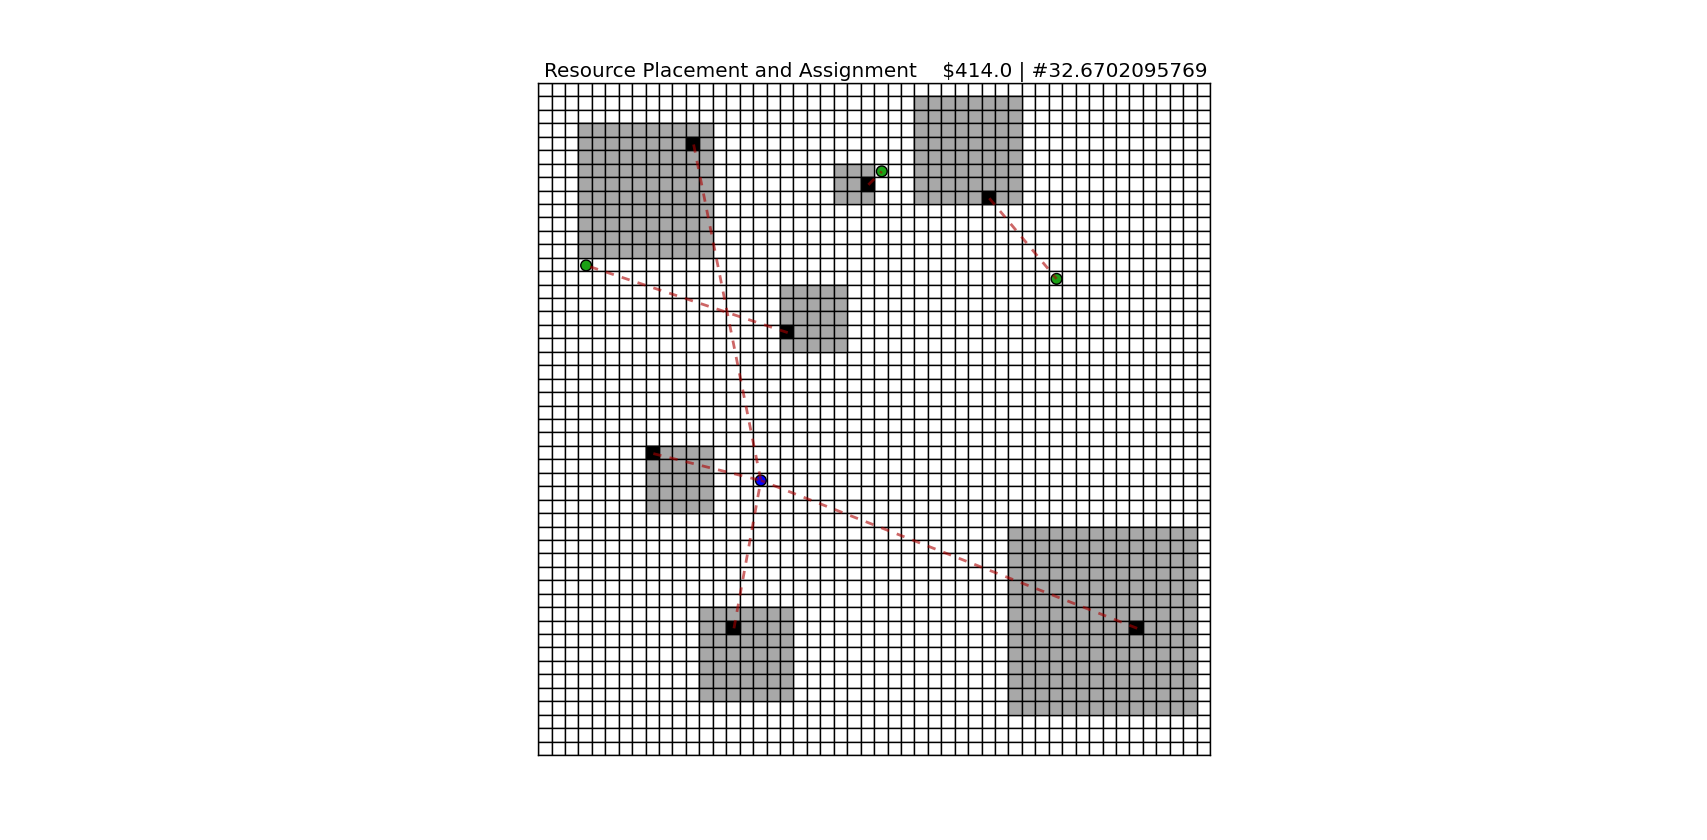 Resource Placement and Assignment    $414.0 | #32.6702095769